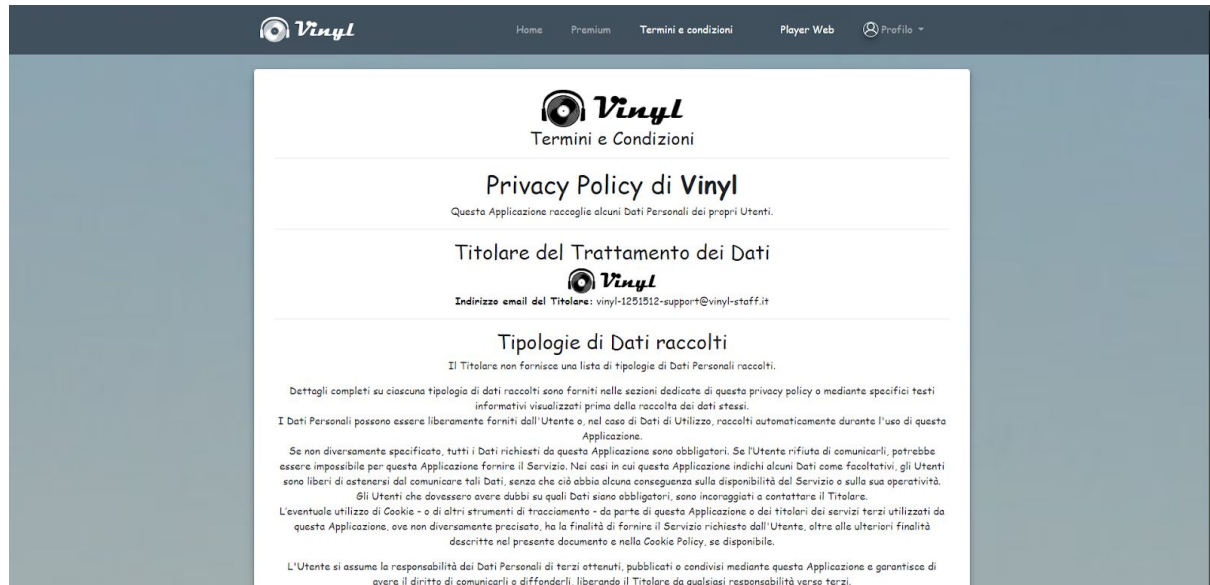 Vinyl
Home Premium Termini e condizioni Player Web Profilo
Vinyl
Termini e Condizioni
Privacy Policy di Vinyl
Questa Applicazione raccoglie alcuni Dati Personali dei propri Utenti.
Titolare del Trattamento dei Dati
Vinyl
Indirizzo email del Titolare: vinyl-1251512-support@vinyl-staff.it
Tipologie di Dati raccolti
Il Titolare non fornisce una lista di tipologie di Dati Personali raccolti.
Dettagli completi su ciascuna tipologia di dati raccolti sono forniti nelle sezioni dedicate di questa privacy policy o mediante specifici testi
informativi visualizzati prima della raccolta dei dati stessi.
I Dati Personali possono essere liberamente forniti dall'Utente o, nel caso di Dati di Utilizzo, raccolti automaticamente durante l'uso di questa
Applicazione.
Se non diversamente specificato, tutti i Dati richiesti da questa Applicazione sono obbligatori. Se l'Utente rifiuta di comunicarli, potrebbe
essere impossibile per questa Applicazione fornire il Servizio. Nei casi in cui questa Applicazione indichi alcuni Dati come facoltativi, gli Utenti
sono liberi di astenersi dal comunicare tali Dati, senza che ciò abbia alcuna conseguenza sulla disponibilità del Servizio o sulla sua operatività.
Gli Utenti che dovessero avere dubbi su quali Dati siano obbligatori, sono incoraggiati a contattare il Titolare.
L'eventuale utilizzo di Cookie - o di altri strumenti di tracciamento - da parte di questa Applicazione o dei titolari dei servizi terzi utilizzati da
questa Applicazione, ove non diversamente precisato, ha la finalità di fornire il Servizio richiesto dall'Utente, oltre alle ulteriori finalità
descritte nel presente documento e nella Cookie Policy, se disponibile.
L'Utente si assume la responsabilità dei Dati Personali di terzi ottenuti, pubblicati o condivisi mediante questa Applicazione e garantisce di
avere il diritto di comunicarli o diffonderli, liberando il Titolare da qualsiasi responsabilità verso terzi.